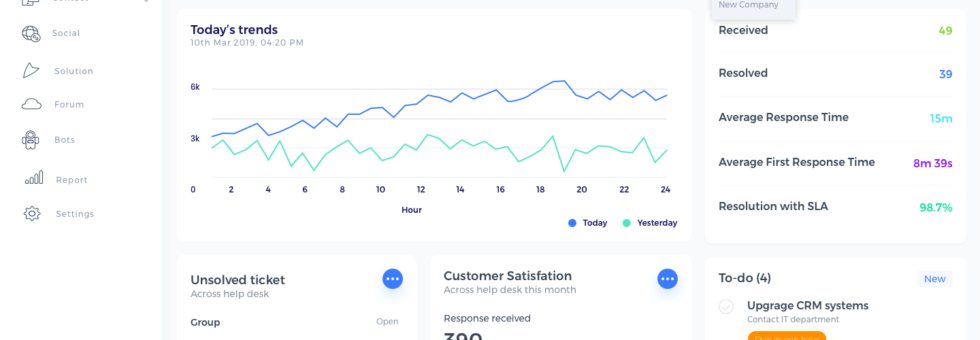 New Company
Social
Solution
Forum
Bots
Report
Settings
Today's trends
10th Mar 2019, 04:20 PM
6k
3k
0 2 4 6 8 10 12 14 16 18 20 22 24
Hour
Today Yesterday
Received 49
Resolved 39
Average Response Time 15m
Average First Response Time 8m 39s
Resolution with SLA 98.7%
Unsolved ticket
Across help desk
Group Open
Customer Satisfation
Across help desk this month
Response received
390
To-do (4) New
Upgrage CRM systems
Contact IT department